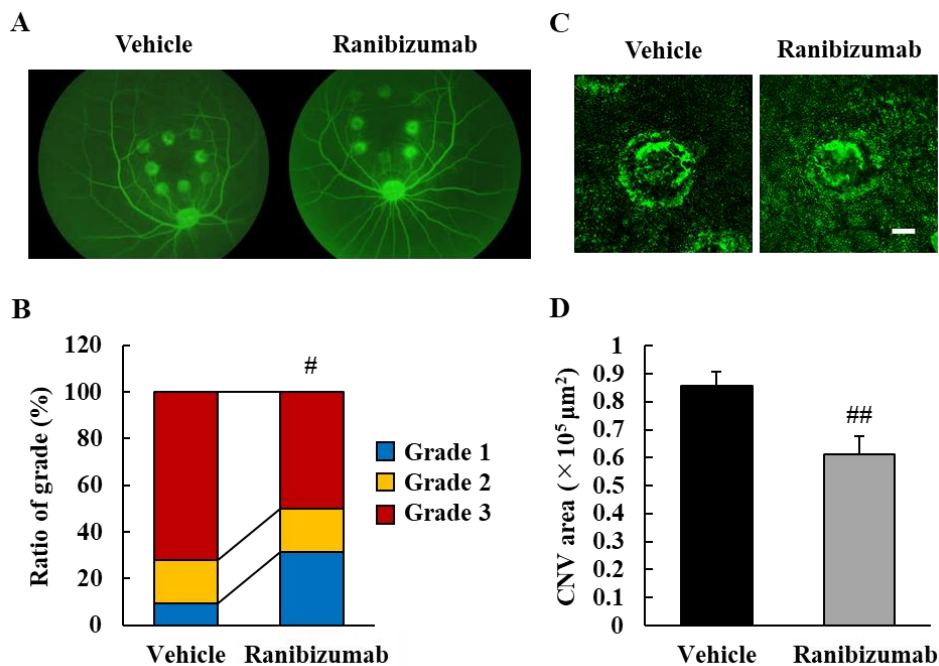 A
Vehicle
Ranibizumab
B
120
100
80
60
40
20
0
Ratio of grade (%)
#
Vehicle
Ranibizumab
Grade 1
Grade 2
Grade 3
C
Vehicle
Ranibizumab
D
1
0.9
0.8
0.7
0.6
0.5
0.4
0.3
0.2
0.1
0
CNV area (×10⁵ μm²)
##
Vehicle
Ranibizumab